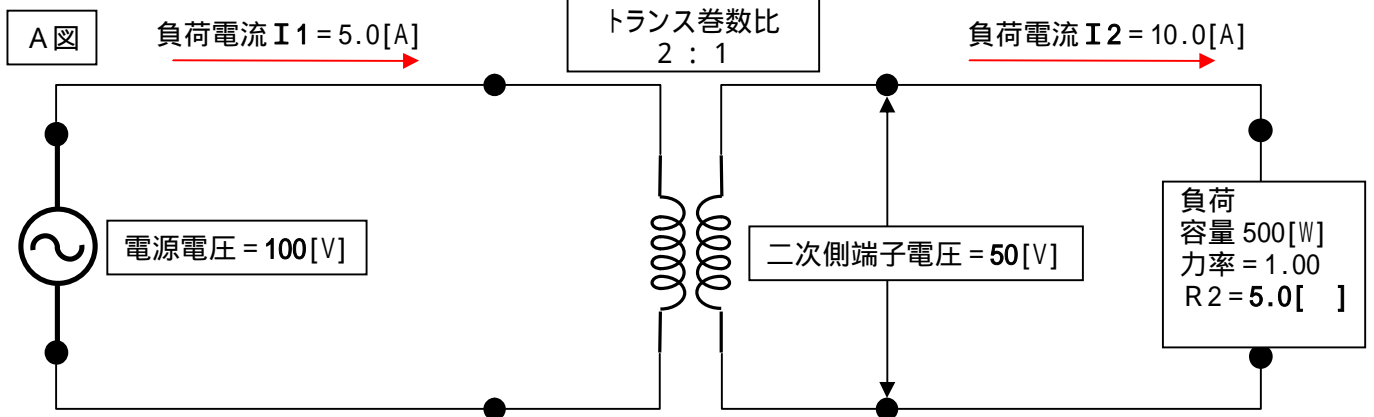 A図
負荷電流I1=5.0[A]
トランス巻数比
2 : 1
負荷電流I2=10.0[A]
電源電圧=100[V]
二次側端子電圧=50[V]
負荷
容量 500[W]
力率=1.00
R2=5.0[ ]